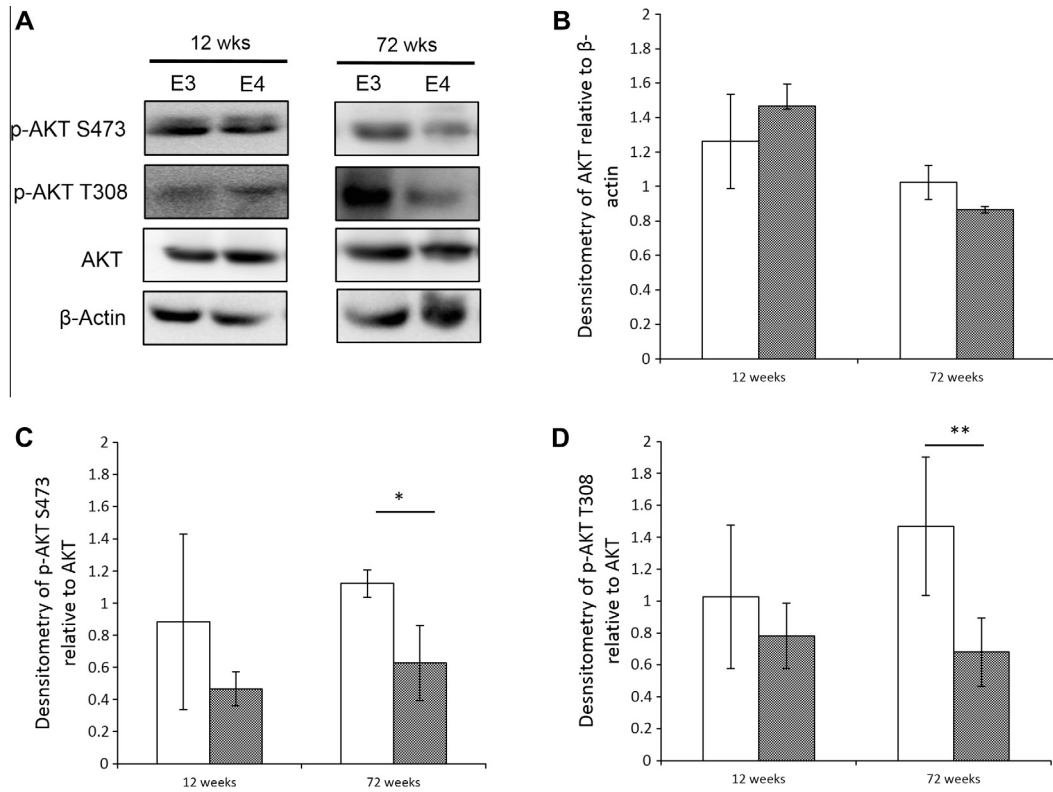 A
12 wks
72 wks
E3 E4 E3 E4
p-AKT S473
p-AKT T308
AKT
β-Actin
B
Desnsitometry of AKT relative to β-
actin
2
1.8
1.6
1.4
1.2
1
0.8
0.6
0.4
0.2
0
12 weeks
72 weeks
C
Desnsitometry of p-AKT S473
relative to AKT
2
1.8
1.6
1.4
1.2
1
0.8
0.6
0.4
0.2
0
*
12 weeks
72 weeks
D
Desnsitometry of p-AKT T308
relative to AKT
2
1.8
1.6
1.4
1.2
1
0.8
0.6
0.4
0.2
0
**
12 weeks
72 weeks